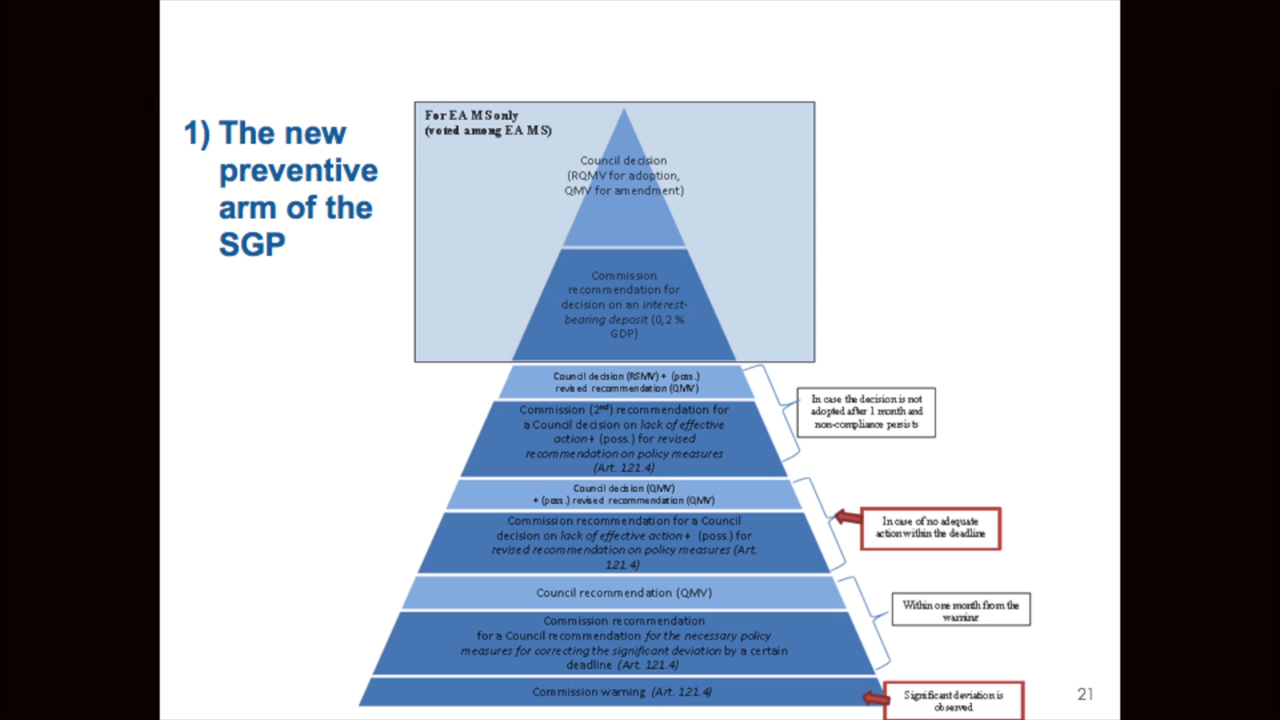 1) The new
preventive
arm of the
SGP
For EA MS only
(voted among EA MS)
Council decision
(RQMV for adoption,
QMV for amendment)
Commission
recommendation for
decision on an interest-
bearing deposit (0,2 %
GDP)
Council decision (RSMV) + (poss.)
revised recommendation (QMV)
In case the decision is not
adopted after 1 month and
non-compliance persists
Commission (2nd) recommendation for
a Council decision on lack of effective
action + (poss.) for revised
recommendation on policy measures
(Art. 121.4)
Council decision (QMV)
+ (poss.) revised recommendation (QMV)
In case of no adequate
action within the deadline
Commission recommendation for a Council
decision on lack of effective action + (poss.) for
revised recommendation on policy measures (Art.
121.4)
Council recommendation (QMV)
Within one month from the
warning
Commission recommendation
for a Council recommendation for the necessary policy
measures for correcting the significant deviation by a certain
deadline (Art. 121.4)
Commission warning (Art. 121.4)
Significant deviation is
observed
21